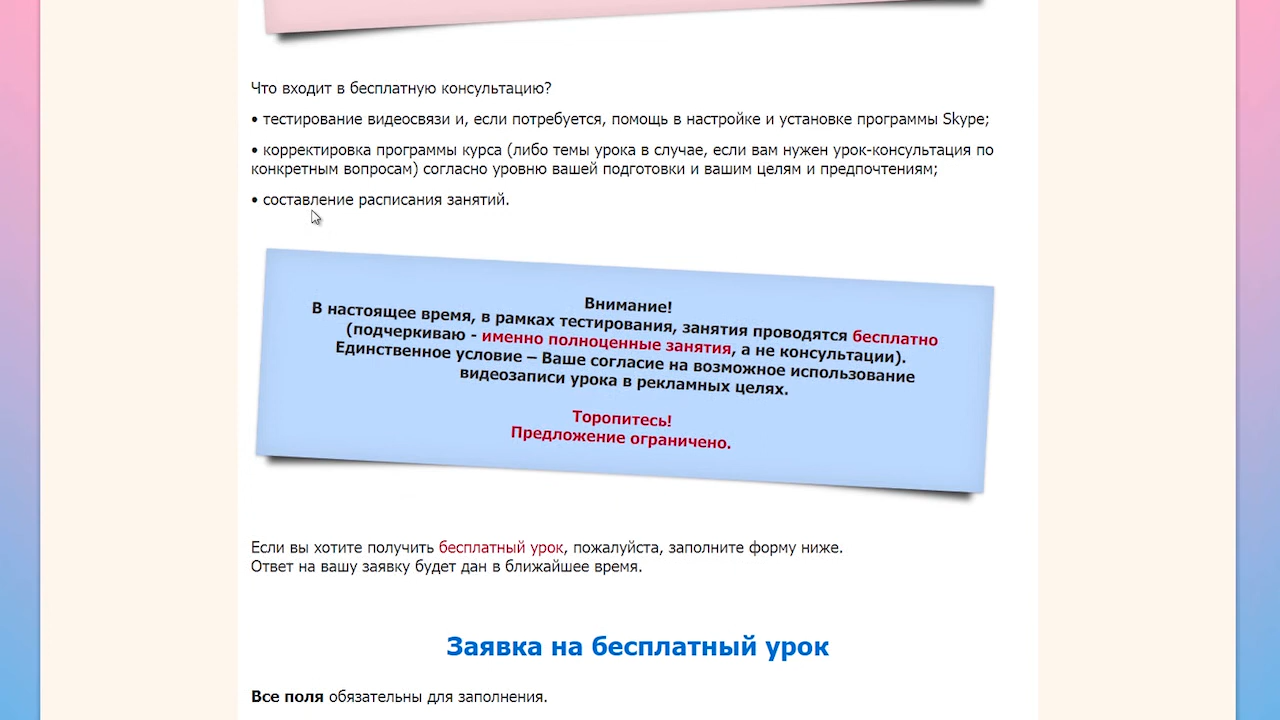 Что входит в бесплатную консультацию?
• тестирование видеосвязи и, если потребуется, помощь в настройке и установке программы Skype;
• корректировка программы курса (либо темы урока в случае, если вам нужен урок-консультация по
конкретным вопросам) согласно уровню вашей подготовки и вашим целям и предпочтениям;
• составление расписания занятий.
Внимание!
В настоящее время, в рамках тестирования, занятия проводятся бесплатно
(подчеркиваю - именно полноценные занятия, а не консультации).
Единственное условие – Ваше согласие на возможное использование
видеозаписи урока в рекламных целях.
Торопитесь!
Предложение ограничено.
Если вы хотите получить бесплатный урок, пожалуйста, заполните форму ниже.
Ответ на вашу заявку будет дан в ближайшее время.
Заявка на бесплатный урок
Все поля обязательны для заполнения.